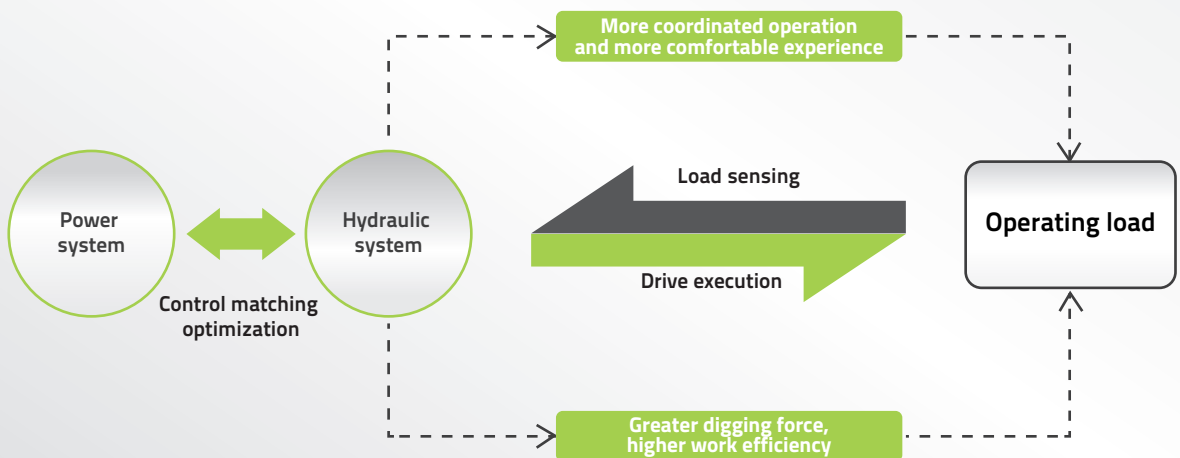 More coordinated operation
and more comfortable experience
Power
system
Hydraulic
system
Control matching
optimization
Load sensing
Drive execution
Operating load
Greater digging force,
higher work efficiency